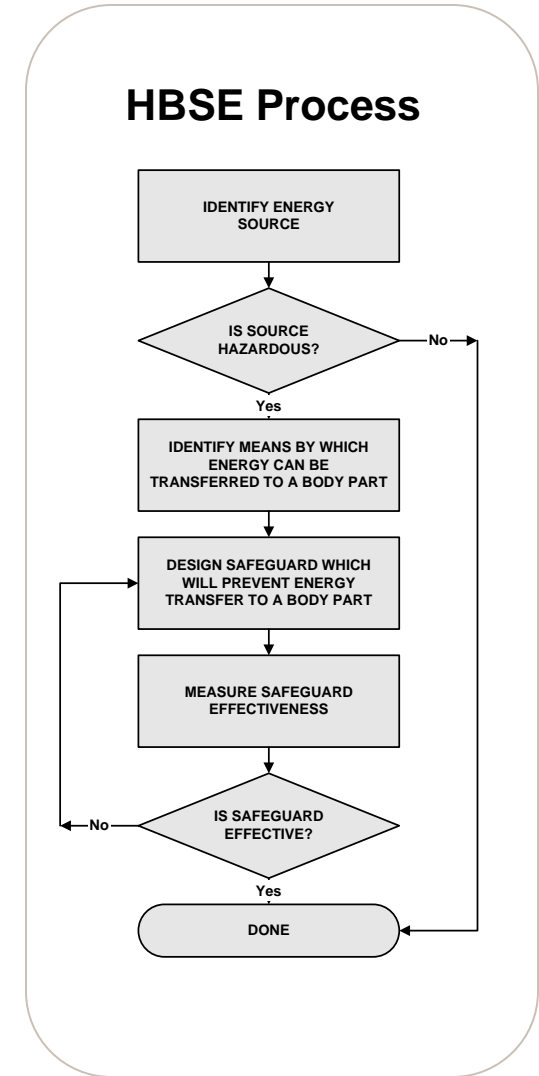 HBSE Process
IDENTIFY ENERGY
SOURCE
IS SOURCE
HAZARDOUS?
No
Yes
IDENTIFY MEANS BY WHICH
ENERGY CAN BE
TRANSFERRED TO A BODY PART
DESIGN SAFEGUARD WHICH
WILL PREVENT ENERGY
TRANSFER TO A BODY PART
MEASURE SAFEGUARD
EFFECTIVENESS
IS SAFEGUARD
EFFECTIVE?
No
Yes
DONE